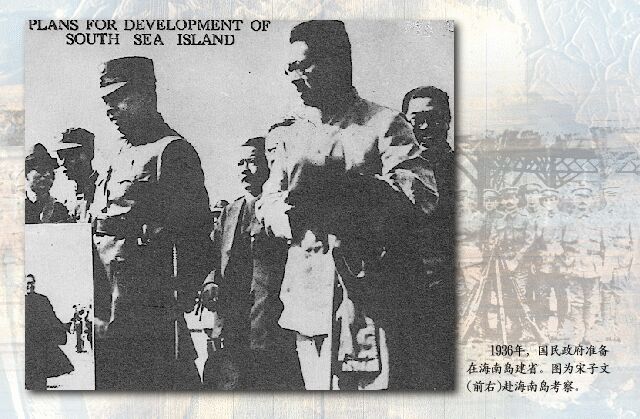 PLANS FOR DEVELOPMENT OF
SOUTH SEA ISLAND
1936年，国民政府准备
在海南岛建省。图为宋子文
(前右)赴海南岛考察。